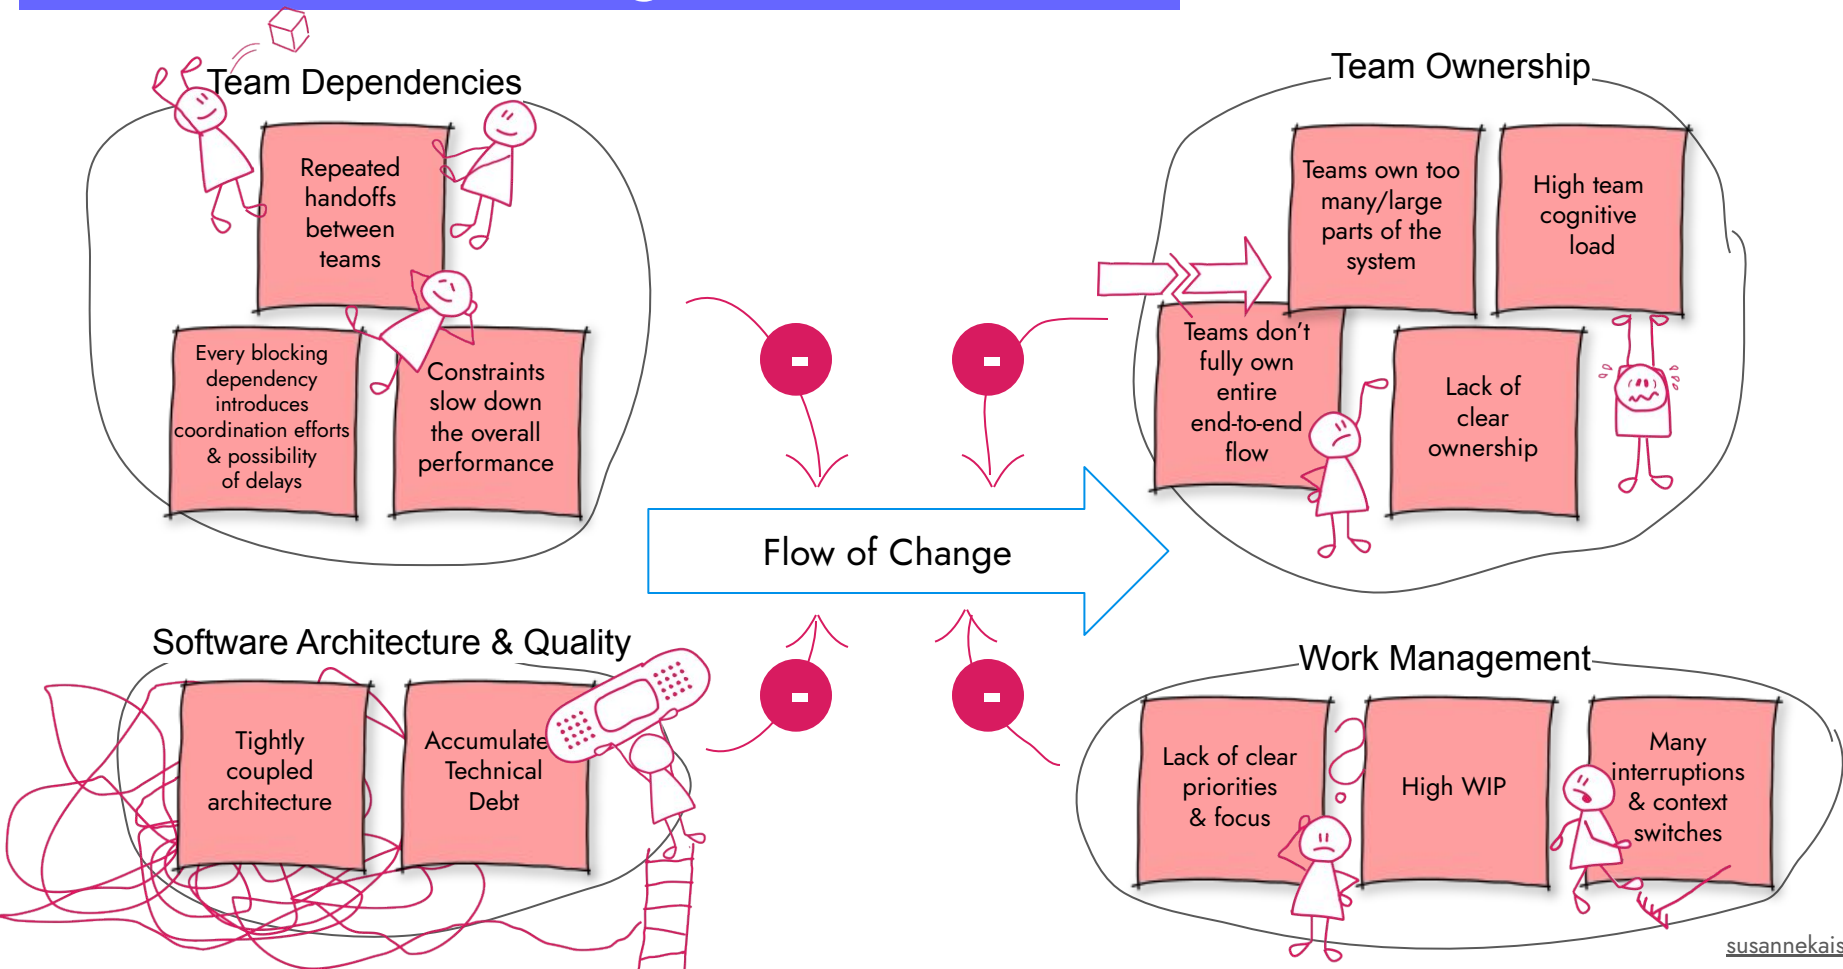 Team Dependencies
Repeated
handoffs
between
teams
Every blocking
dependency
introduces
coordination efforts
& possibility
of delays
Constraints
slow down
the overall
performance
Team Ownership
Teams own too
many/large
parts of the
system
High team
cognitive
load
Teams don't
fully own
entire
end-to-end
flow
Lack of
clear
ownership
-
-
Flow of Change
-
-
Software Architecture & Quality
Tightly
coupled
architecture
Accumulate
Technical
Debt
Work Management
Lack of clear
priorities
& focus
High WIP
Many
interruptions
& context
switches
susannekais